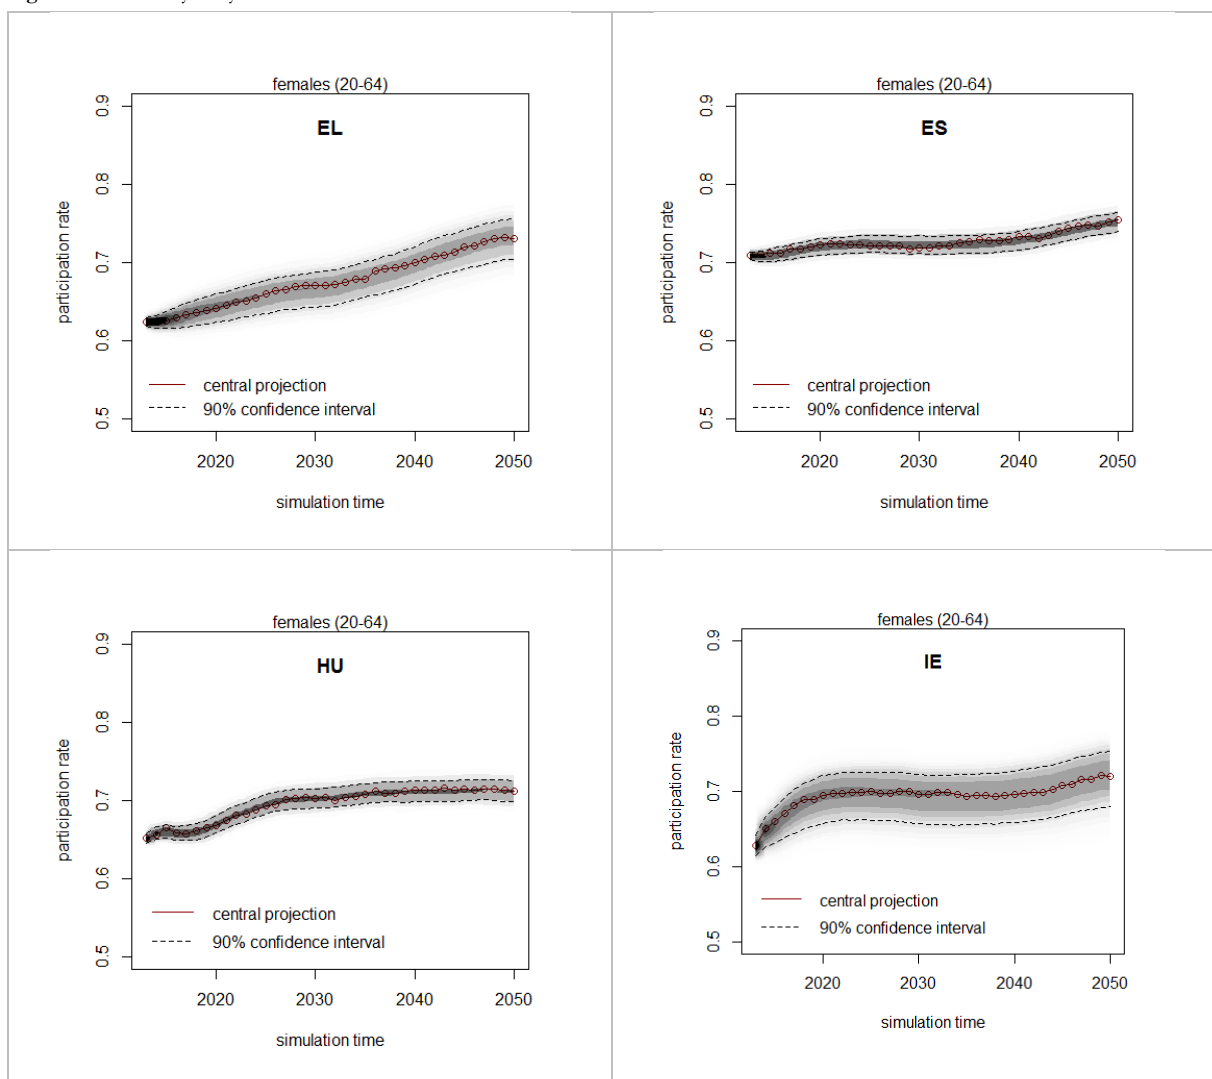 females (20-64)
EL
participation rate
0.9
0.8
0.7
0.6
0.5
central projection
90% confidence interval
2020 2030 2040 2050
simulation time
females (20-64)
ES
participation rate
0.9
0.8
0.7
0.6
0.5
central projection
90% confidence interval
2020 2030 2040 2050
simulation time
females (20-64)
HU
participation rate
0.9
0.8
0.7
0.6
0.5
central projection
90% confidence interval
2020 2030 2040 2050
simulation time
females (20-64)
IE
participation rate
0.9
0.8
0.7
0.6
0.5
central projection
90% confidence interval
2020 2030 2040 2050
simulation time